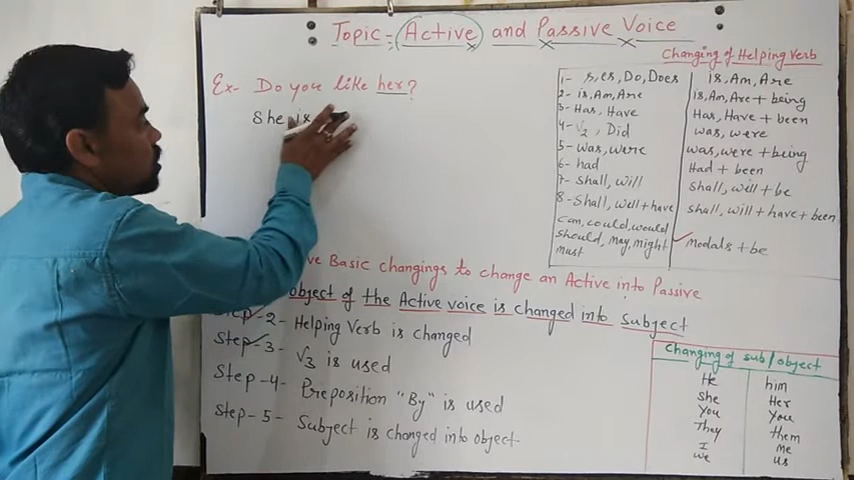 Topic - Active and Passive Voice
Ex- Do you like her?
She is
Changing of Helping Verb
1- s, es, Do, Does | is, Am, Are
2- is, Am, Are | is, Am, Are + being
3- Has, Have | Has, Have + been
4- V2, Did | was, were
5- was, were | was, were + being
6- had | Had + been
7- shall, will | shall, will + be
8- shall, will + have | shall, will + have + been
can, could, would
should, may, might
must | Modals + be
ve Basic changings to change an Active into Passive
object of the Active voice is changed into Subject
Step-2- Helping Verb is changed
Step-3- V3 is used
Step-4- Preposition "By" is used
Step-5- Subject is changed into object
Changing of sub/object
He | him
She | Her
You | You
They | them
I | me
we | us